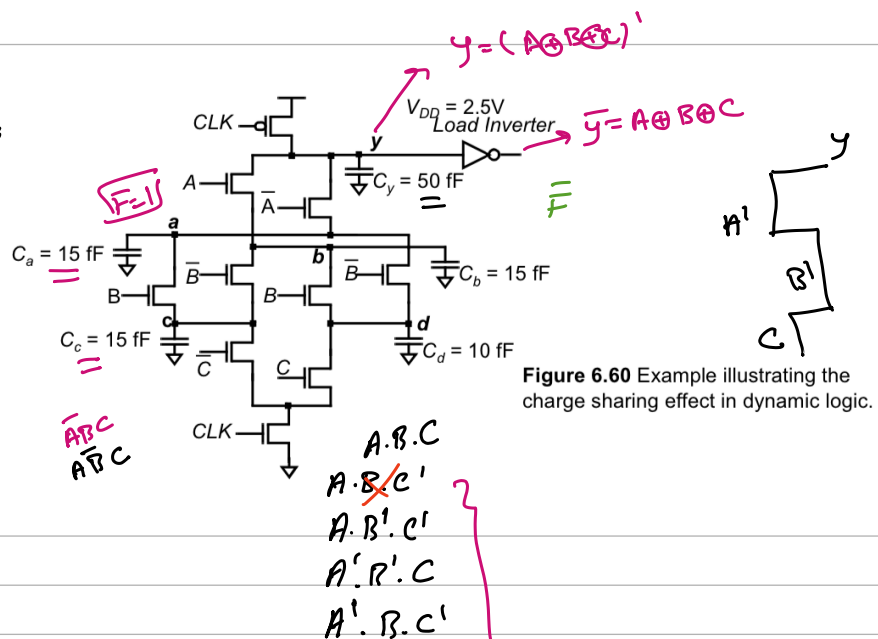 y = (A⊕B⊕C)'
V_DD = 2.5V
CLK
Load Inverter
y
ȳ = A⊕B⊕C
y
A
F=1
A̅
C_y = 50 fF
F̅
A'
a
C_a = 15 fF
b
B̅
B
B̅
C_b = 15 fF
B'
B
c
d
C_c = 15 fF
C̅
C
C_d = 10 fF
C
Figure 6.60 Example illustrating the
charge sharing effect in dynamic logic.
A̅BC
AB̅C
CLK
A.B.C
A.B.C'
A.B'.C'
A'.B'.C
A'.B.C'